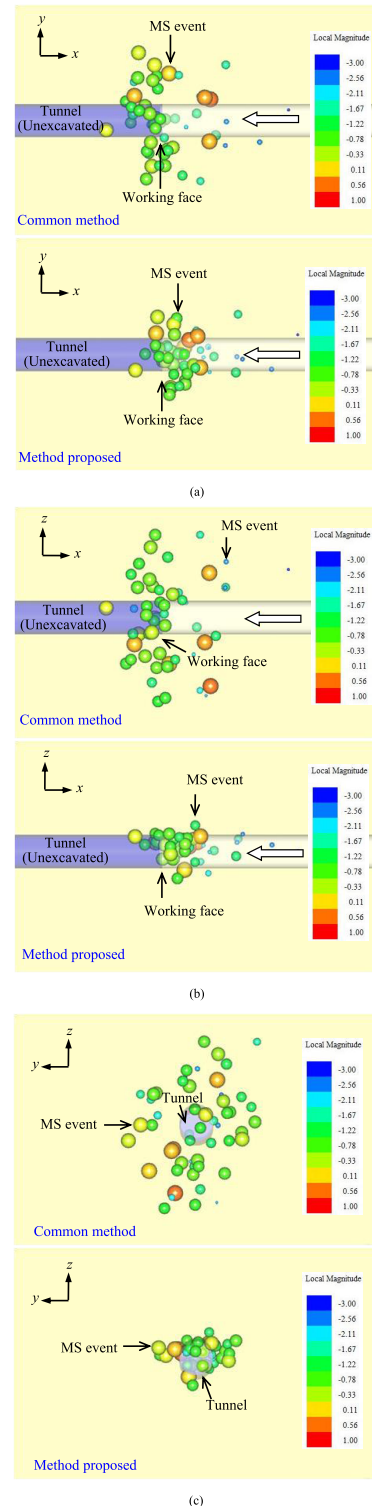 y
MS event
x
Tunnel
(Unexcavated)
Working face
Common method
Local Magnitude
-3.00
-2.56
-2.11
-1.67
-1.22
-0.78
-0.33
0.11
0.56
1.00
y
MS event
x
Tunnel
(Unexcavated)
Working face
Method proposed
Local Magnitude
-3.00
-2.56
-2.11
-1.67
-1.22
-0.78
-0.33
0.11
0.56
1.00
(a)
z
MS event
x
Tunnel
(Unexcavated)
Working face
Common method
Local Magnitude
-3.00
-2.56
-2.11
-1.67
-1.22
-0.78
-0.33
0.11
0.56
1.00
z
MS event
x
Tunnel
(Unexcavated)
Working face
Method proposed
Local Magnitude
-3.00
-2.56
-2.11
-1.67
-1.22
-0.78
-0.33
0.11
0.56
1.00
(b)
z
y
Tunnel
MS event
Common method
Local Magnitude
-3.00
-2.56
-2.11
-1.67
-1.22
-0.78
-0.33
0.11
0.56
1.00
z
y
MS event
Tunnel
Method proposed
Local Magnitude
-3.00
-2.56
-2.11
-1.67
-1.22
-0.78
-0.33
0.11
0.56
1.00
(c)